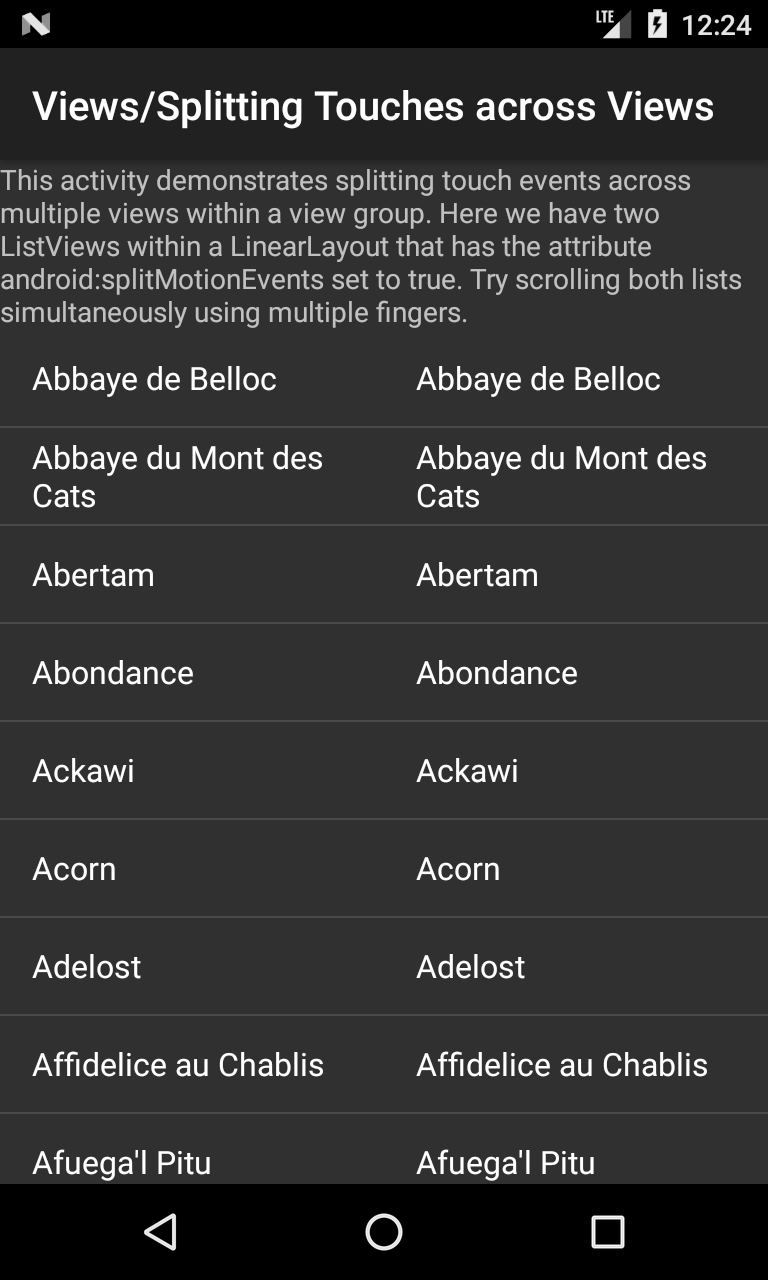 LTE 12:24
Views/Splitting Touches across Views
This activity demonstrates splitting touch events across
multiple views within a view group. Here we have two
ListViews within a LinearLayout that has the attribute
android:splitMotionEvents set to true. Try scrolling both lists
simultaneously using multiple fingers.
Abbaye de Belloc Abbaye de Belloc
Abbaye du Mont des Abbaye du Mont des
Cats Cats
Abertam Abertam
Abondance Abondance
Ackawi Ackawi
Acorn Acorn
Adelost Adelost
Affidelice au Chablis Affidelice au Chablis
Afuega'l Pitu Afuega'l Pitu